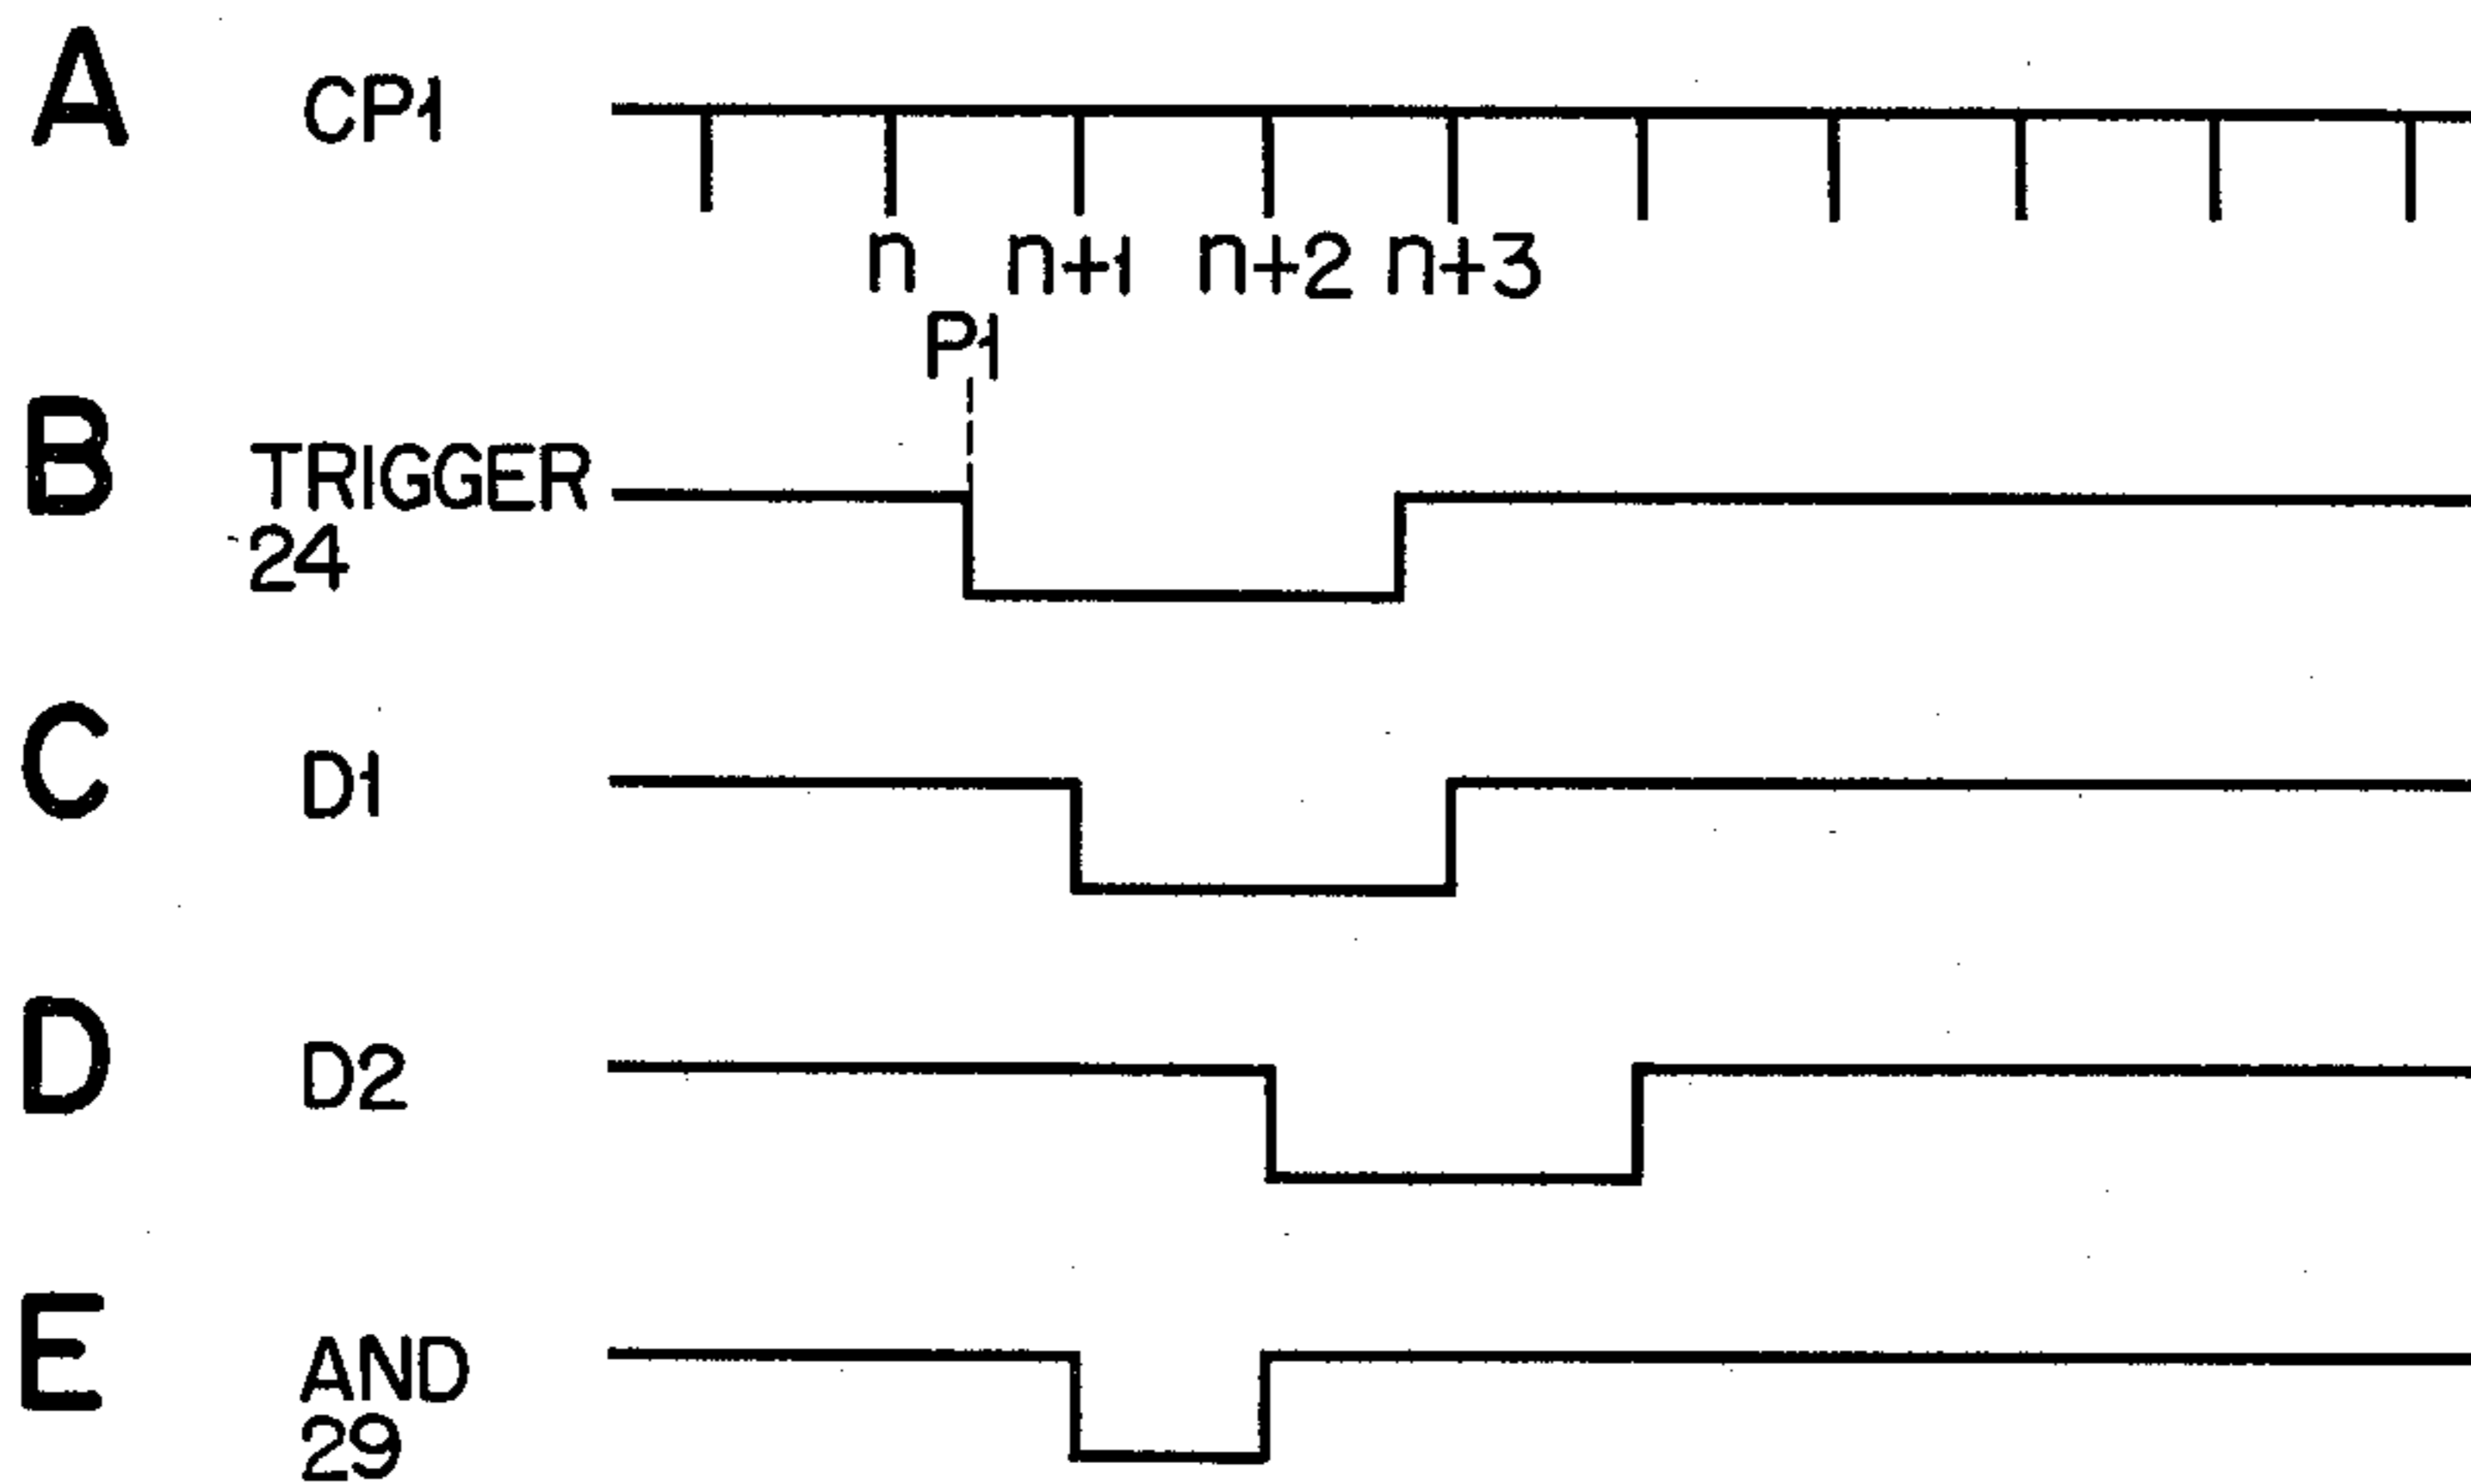 A CP1
n n+1 n+2 n+3
P1
B TRIGGER
24
C D1
D D2
E AND
29